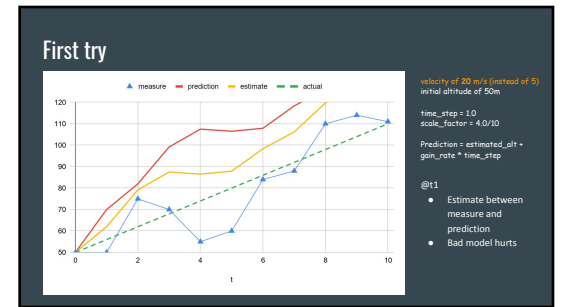 First try
measure prediction estimate actual
120
110
100
90
80
70
60
50
0 2 4 6 8 10
t
velocity of 20 m/s (instead of 5)
initial altitude of 50m
time_step = 1.0
scale_factor = 4.0/10
Prediction = estimated_alt +
gain_rate * time_step
@t1
● Estimate between
measure and
prediction
● Bad model hurts